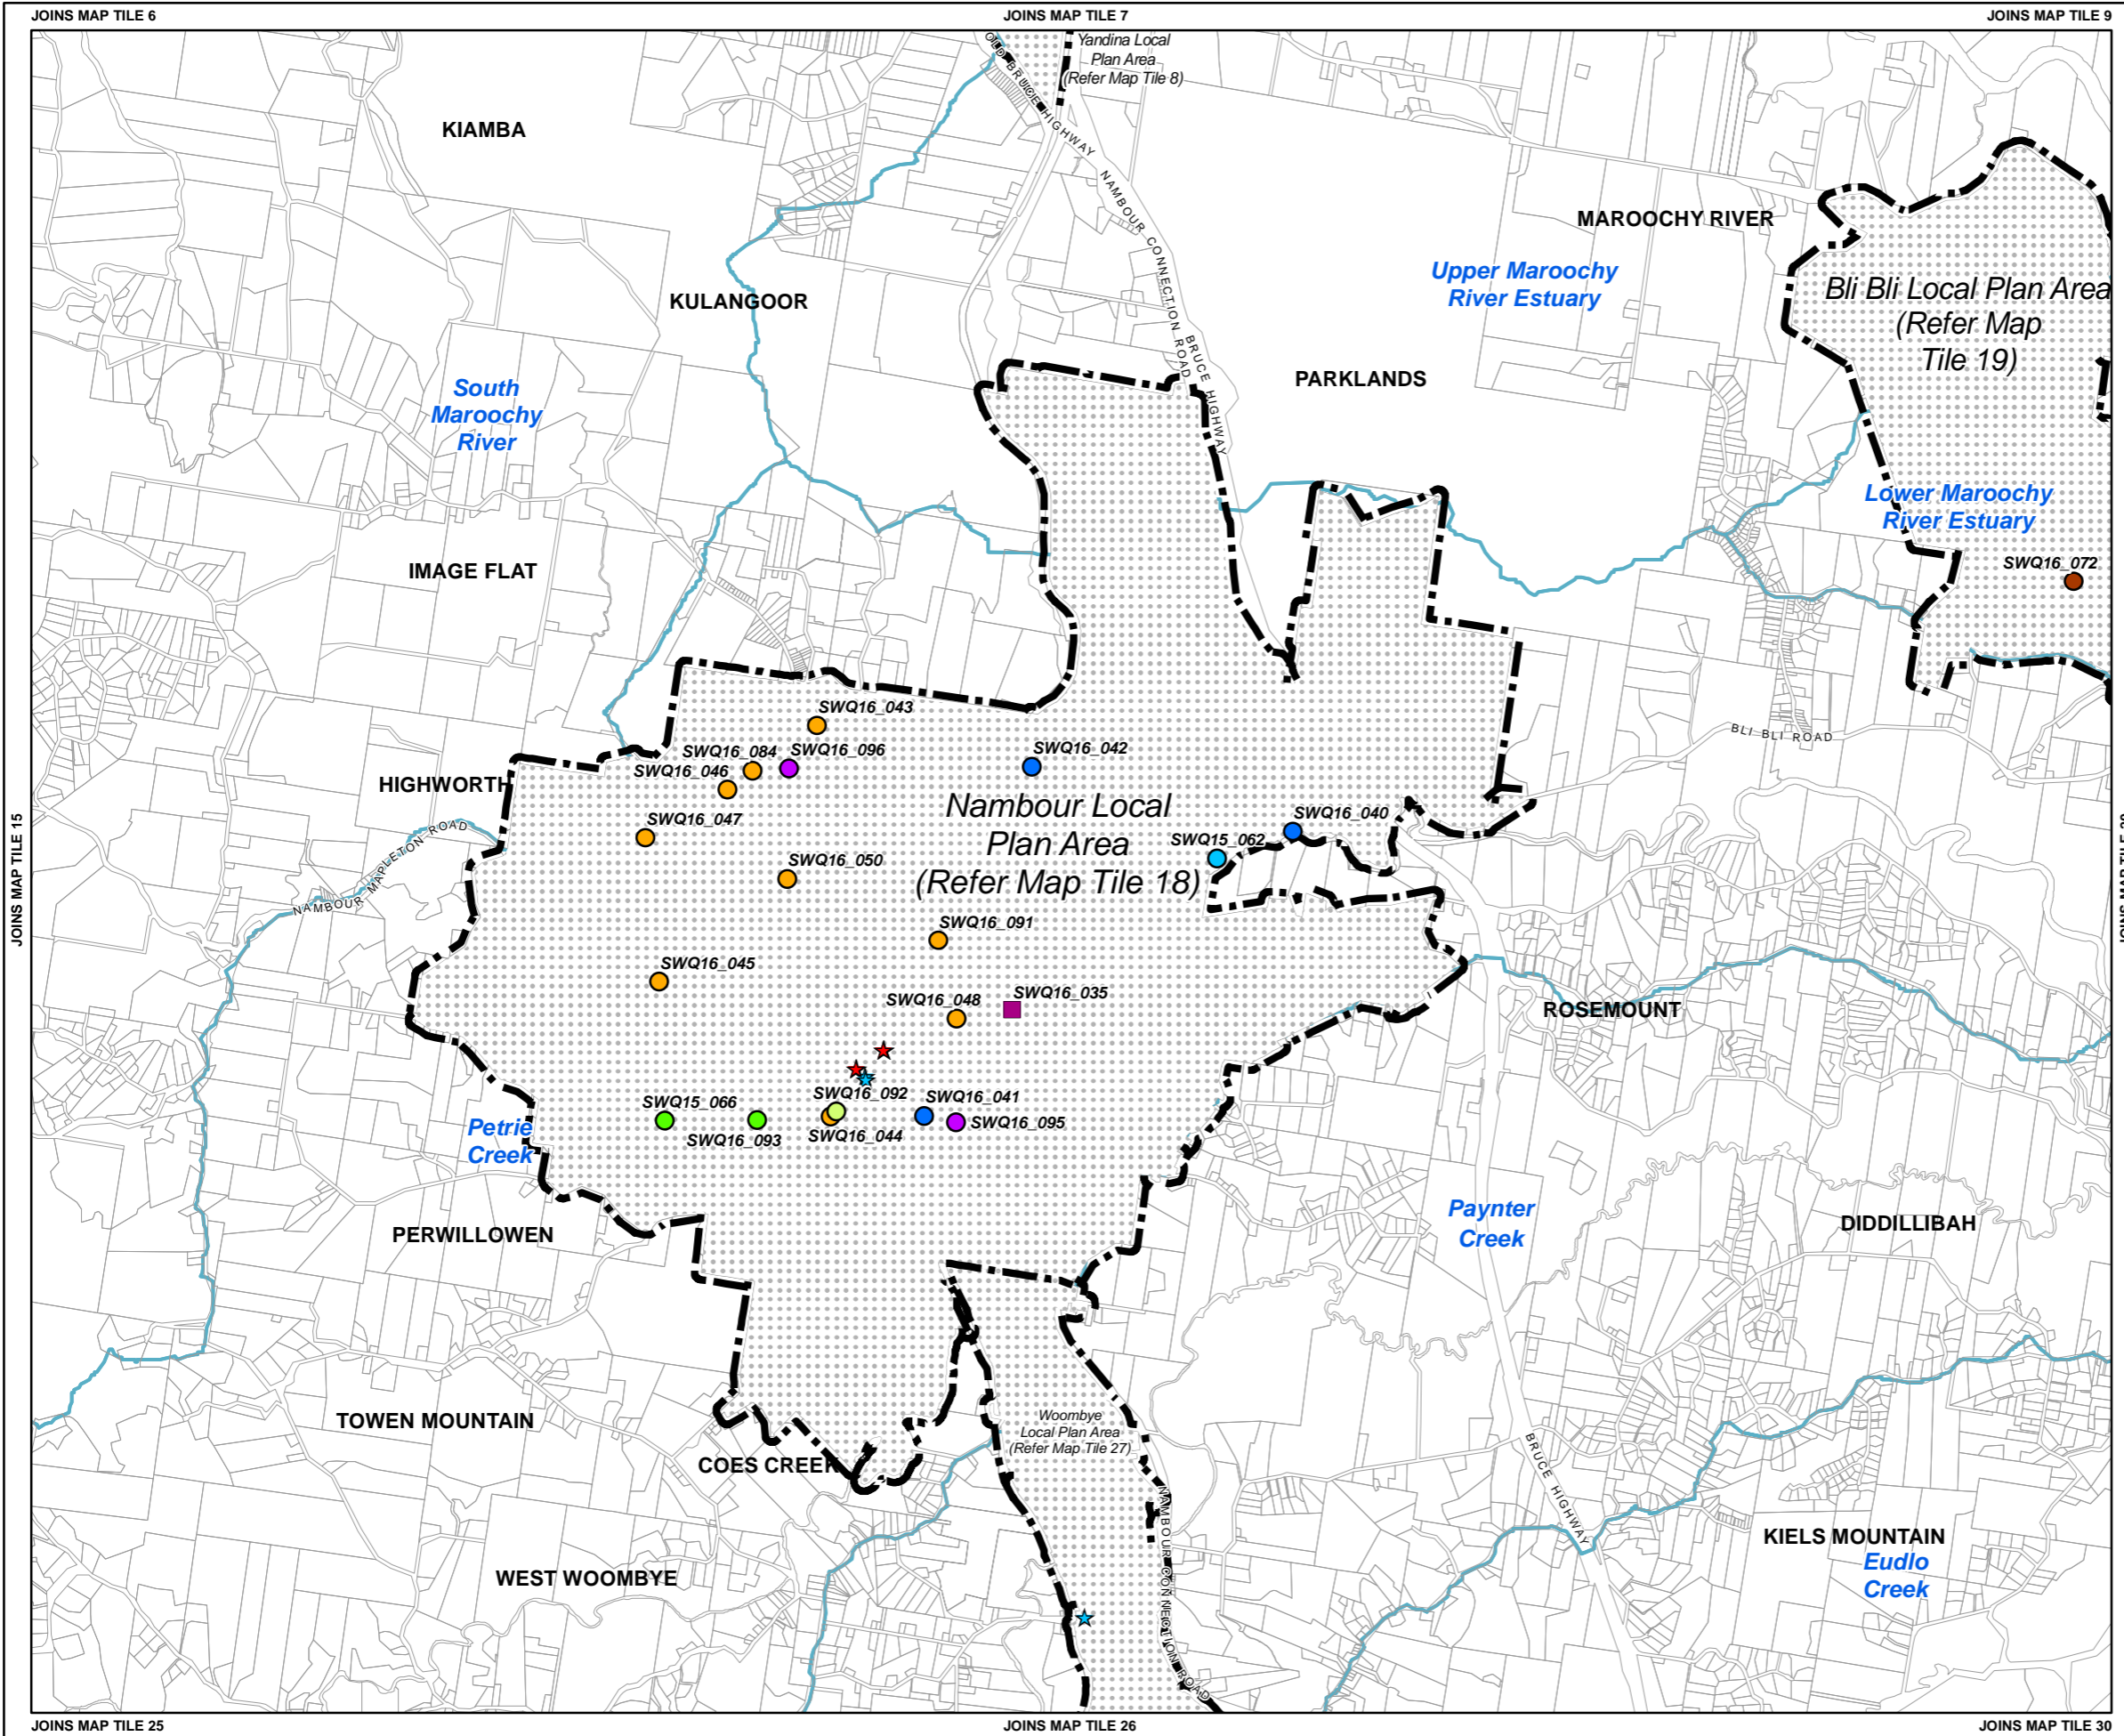 JOINS MAP TILE 6
JOINS MAP TILE 7
JOINS MAP TILE 9
Yandina Local
Plan Area
(Refer Map Tile 8)
OLD BRUCE HIGHWAY
KIAMBA
NAMBOUR CONNECTION ROAD
MAROOCHY RIVER
Upper Maroochy
River Estuary
Bli Bli Local Plan Area
(Refer Map
Tile 19)
KULANGOOR
BRUCE HIGHWAY
PARKLANDS
South
Maroochy
River
Lower Maroochy
River Estuary
IMAGE FLAT
SWQ16_072
SWQ16_043
BLI BLI ROAD
SWQ16_084
SWQ16_096
SWQ16_042
SWQ16_046
HIGHWORTH
Nambour Local
Plan Area
(Refer Map Tile 18)
SWQ16_047
SWQ16_040
SWQ15_062
NAMBOUR MAPLETON ROAD
SWQ16_050
JOINS MAP TILE 15
SWQ16_091
SWQ16_045
SWQ16_048
SWQ16_035
ROSEMOUNT
SWQ15_066
SWQ16_092
SWQ16_041
SWQ16_095
SWQ16_093
SWQ16_044
Petrie
Creek
Paynter
Creek
PERWILLOWEN
DIDDILLIBAH
TOWEN MOUNTAIN
Woombye
Local Plan Area
(Refer Map Tile 27)
COES CREEK
BRUCE HIGHWAY
NAMBOUR CONNECTION ROAD
KIELS MOUNTAIN
Eudlo
Creek
WEST WOOMBYE
JOINS MAP TILE 25
JOINS MAP TILE 26
JOINS MAP TILE 30